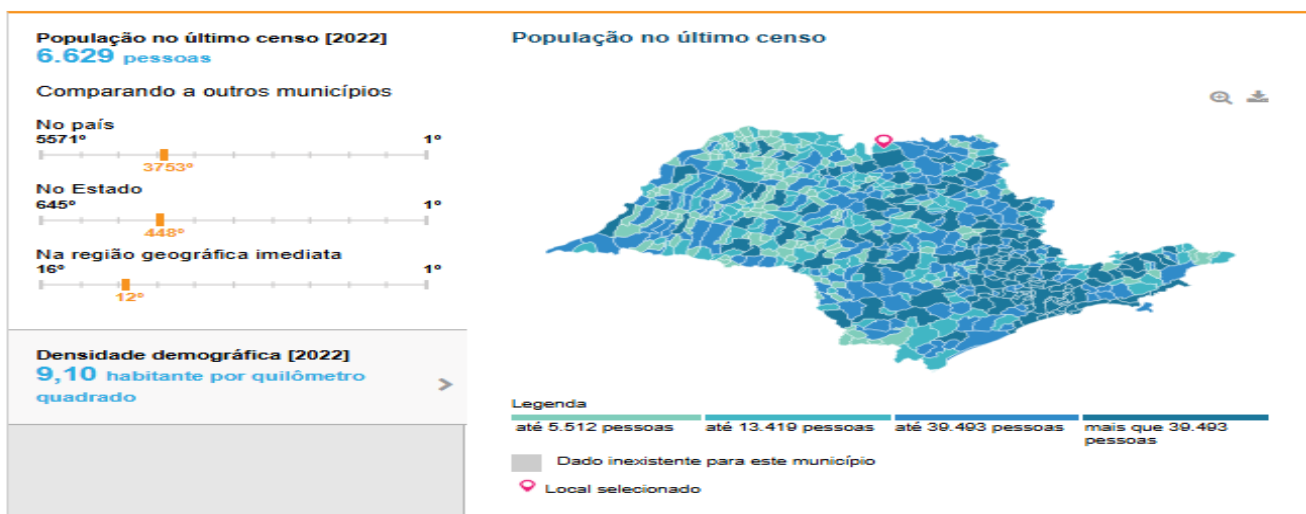 População no último censo [2022]
6.629 pessoas
Comparando a outros municípios
No país
5571º 1º
3753º
No Estado
645º 1º
448º
Na região geográfica imediata
16º 1º
12º
Densidade demográfica [2022]
9,10 habitante por quilômetro
quadrado
População no último censo
Legenda
até 5.512 pessoas até 13.419 pessoas até 39.493 pessoas mais que 39.493
pessoas
Dado inexistente para este município
Local selecionado